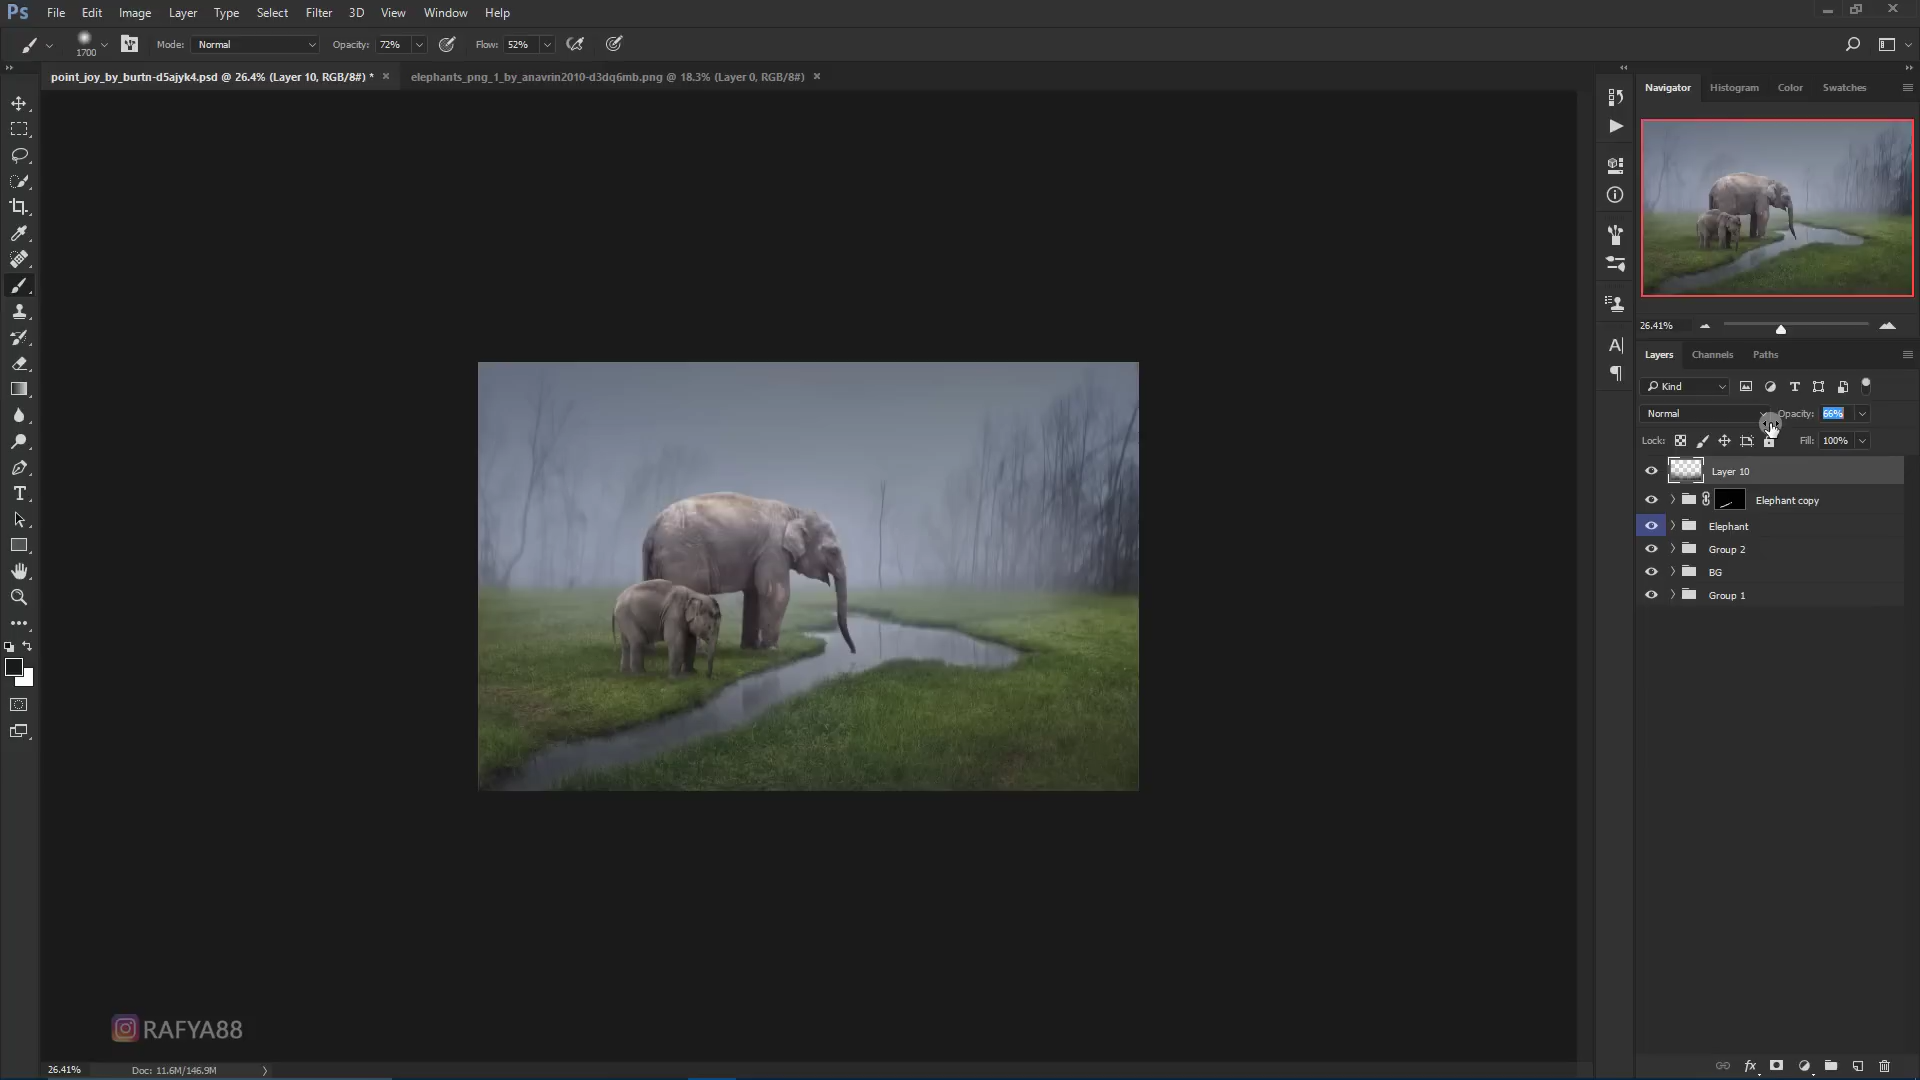 Ps File Edit Image Layer Type Select Filter 3D View Window Help
1700 Mode: Normal Opacity: 72% Flow: 52%
point_joy_by_burtn-d5ajyk4.psd @ 26.4% (Layer 10, RGB/8#) * elephants_png_1_by_anavrin2010-d3dq6mb.png @ 18.3% (Layer 0, RGB/8#)
Navigator Histogram Color Swatches
26.41%
Layers Channels Paths
Kind
Normal Opacity: 66%
Lock: Fill: 100%
Layer 10
Elephant copy
Elephant
Group 2
BG
Group 1
RAFYA88
26.41% Doc: 11.6M/146.9M